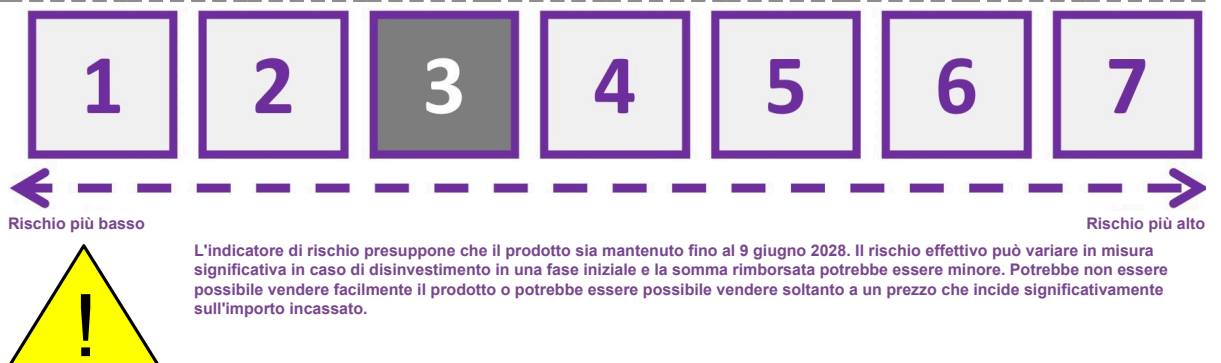 1 2 3 4 5 6 7
Rischio più basso Rischio più alto
L'indicatore di rischio presuppone che il prodotto sia mantenuto fino al 9 giugno 2028. Il rischio effettivo può variare in misura
significativa in caso di disinvestimento in una fase iniziale e la somma rimborsata potrebbe essere minore. Potrebbe non essere
possibile vendere facilmente il prodotto o potrebbe essere possibile vendere soltanto a un prezzo che incide significativamente
sull'importo incassato.
!